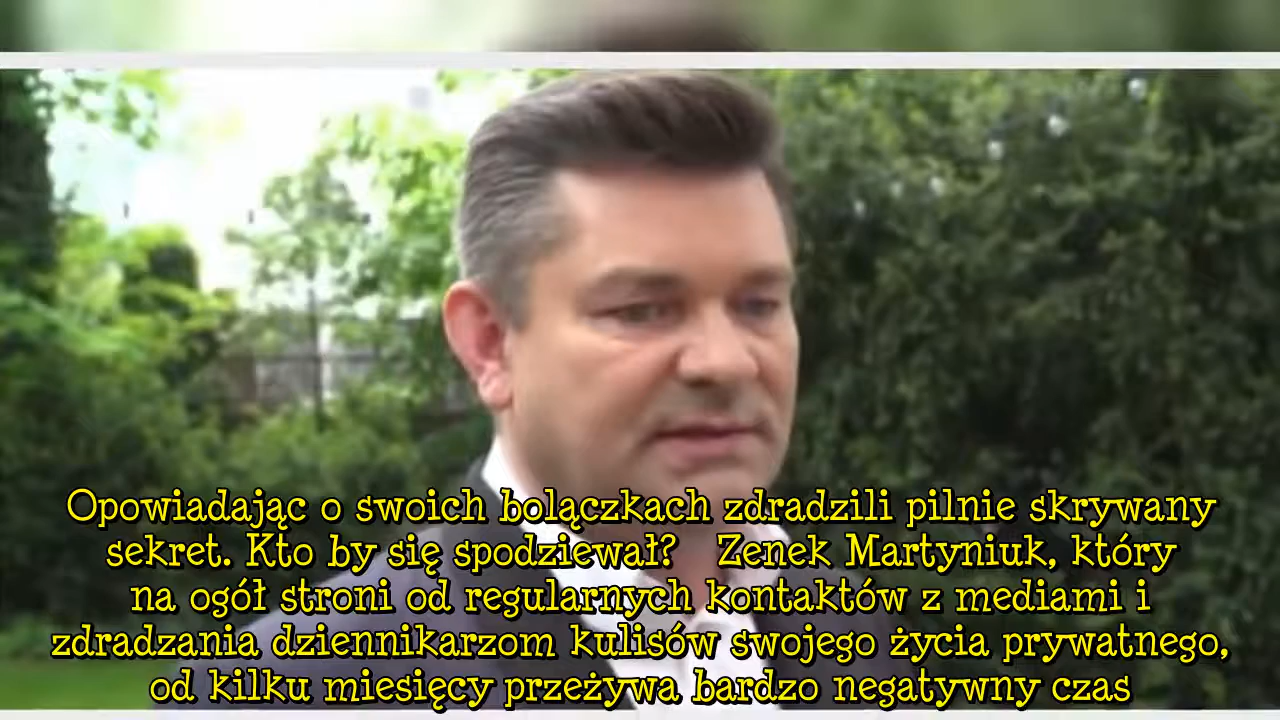 Opowiadając o swoich bolączkach zdradzili pilnie skrywany
sekret. Kto by się spodziewał? Zenek Martyniuk, który
na ogół stroni od regularnych kontaktów z mediami i
zdradzania dziennikarzom kulisów swojego życia prywatnego,
od kilku miesięcy przeżywa bardzo negatywny czas